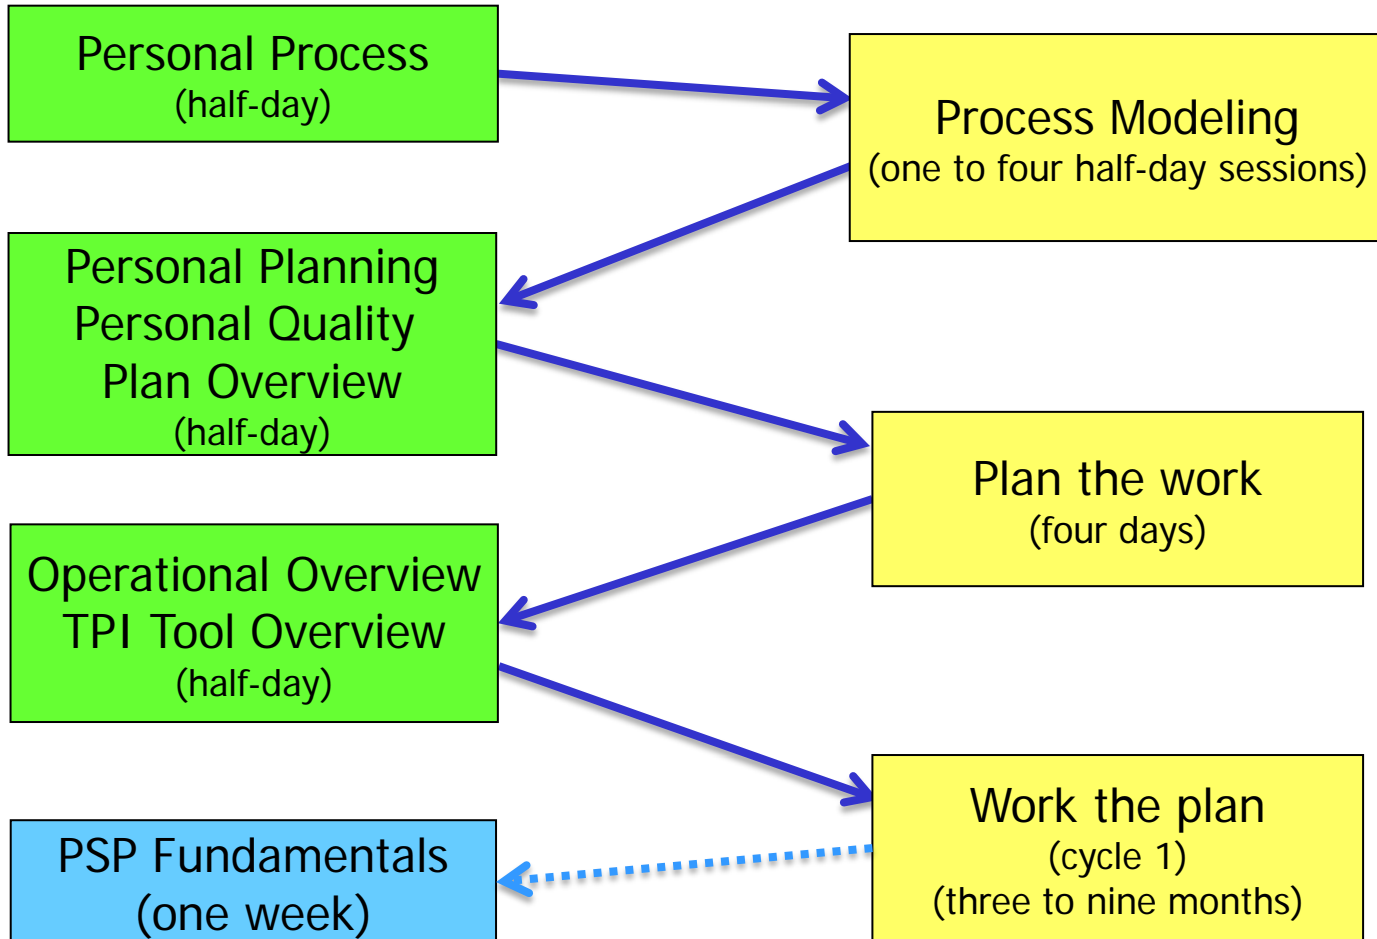 Personal Process
(half-day)
Process Modeling
(one to four half-day sessions)
Personal Planning
Personal Quality
Plan Overview
(half-day)
Plan the work
(four days)
Operational Overview
TPI Tool Overview
(half-day)
Work the plan
(cycle 1)
(three to nine months)
PSP Fundamentals
(one week)